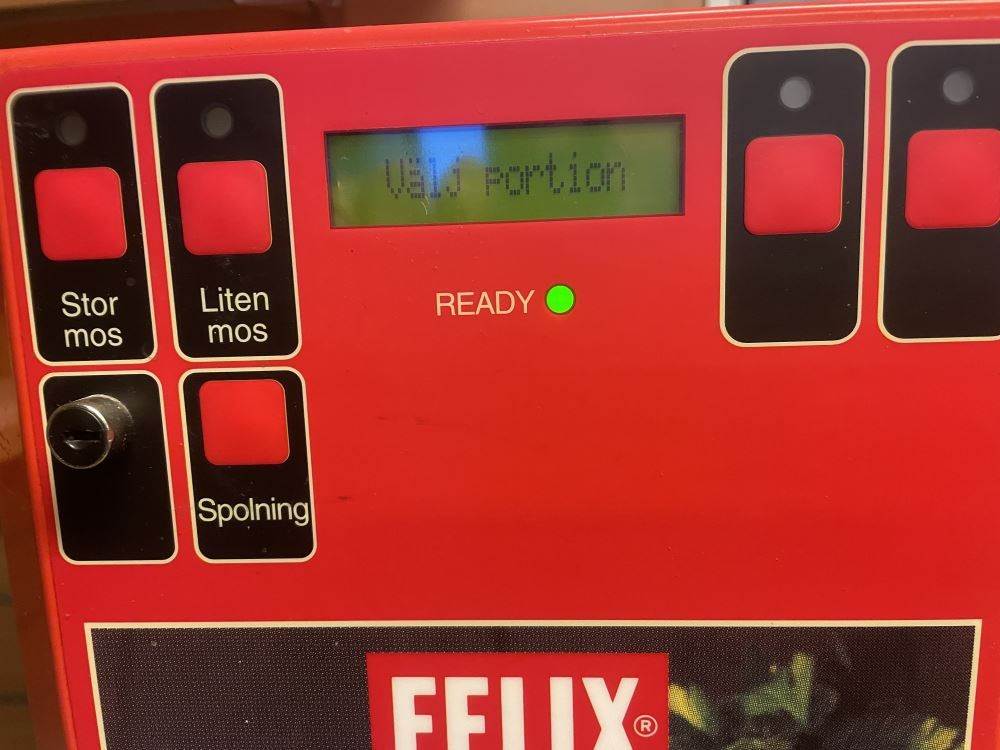 Välj portion
READY
Stor
mos
Liten
mos
Spolning
FELIX®